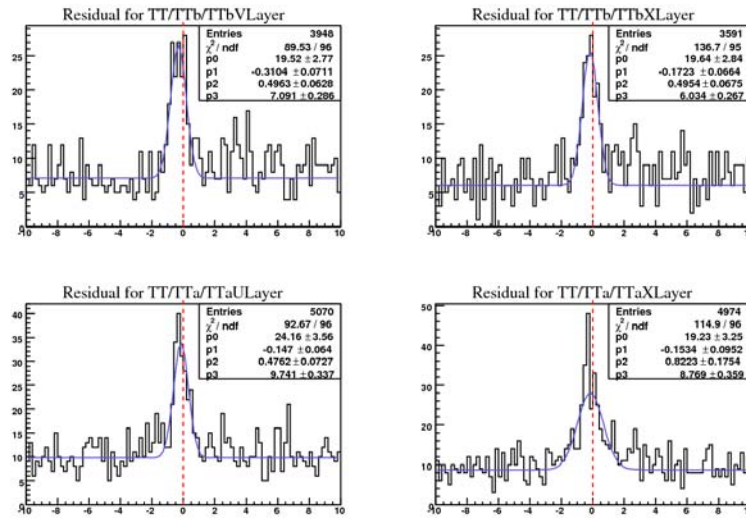 Residual for TT/TTb/TTbVLayer
Entries 3948
χ² / ndf 89.53 / 96
p0 19.52 ± 2.77
p1 -0.3104 ± 0.0711
p2 0.4963 ± 0.0628
p3 7.091 ± 0.286
25
20
15
10
5
0
-10 -8 -6 -4 -2 0 2 4 6 8 10
Residual for TT/TTb/TTbXLayer
Entries 3591
χ² / ndf 136.7 / 95
p0 19.64 ± 2.84
p1 -0.1723 ± 0.0664
p2 0.4954 ± 0.0675
p3 6.034 ± 0.267
25
20
15
10
5
0
-10 -8 -6 -4 -2 0 2 4 6 8 10
Residual for TT/TTa/TTaULayer
Entries 5070
χ² / ndf 92.67 / 96
p0 24.16 ± 3.56
p1 -0.147 ± 0.064
p2 0.4762 ± 0.0727
p3 9.741 ± 0.337
40
35
30
25
20
15
10
5
0
-10 -8 -6 -4 -2 0 2 4 6 8 10
Residual for TT/TTa/TTaXLayer
Entries 4974
χ² / ndf 114.9 / 96
p0 19.23 ± 3.25
p1 -0.1534 ± 0.0952
p2 0.8223 ± 0.1754
p3 8.769 ± 0.359
50
40
30
20
10
0
-10 -8 -6 -4 -2 0 2 4 6 8 10